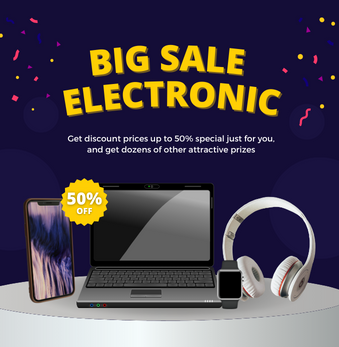 BIG SALE
ELECTRONIC
Get discount prices up to 50% special just for you,
and get dozens of other attractive prizes
50%
OFF